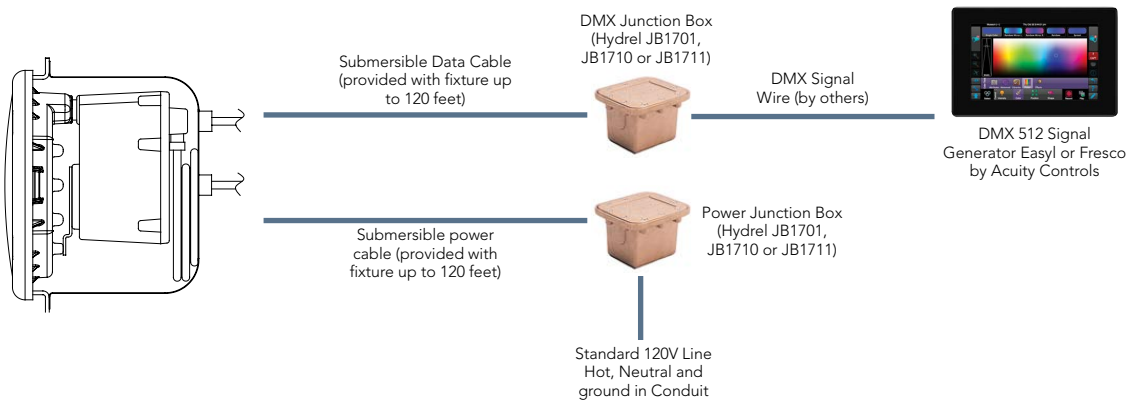 Submersible Data Cable
(provided with fixture up
to 120 feet)
DMX Junction Box
(Hydrel JB1701,
JB1710 or JB1711)
DMX Signal
Wire (by others)
DMX 512 Signal
Generator Easyl or Fresco
by Acuity Controls
Submersible power
cable (provided with
fixture up to 120 feet)
Power Junction Box
(Hydrel JB1701,
JB1710 or JB1711)
Standard 120V Line
Hot, Neutral and
ground in Conduit